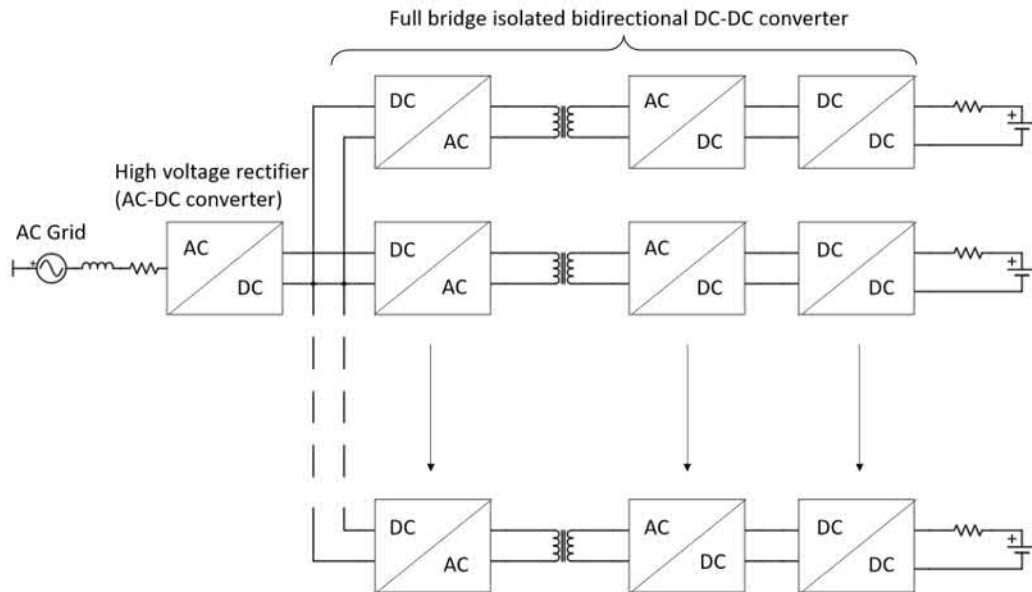 Full bridge isolated bidirectional DC-DC converter
DC
AC
AC
DC
DC
DC
High voltage rectifier
(AC-DC converter)
AC Grid
AC
DC
DC
AC
AC
DC
DC
DC
DC
AC
AC
DC
DC
DC